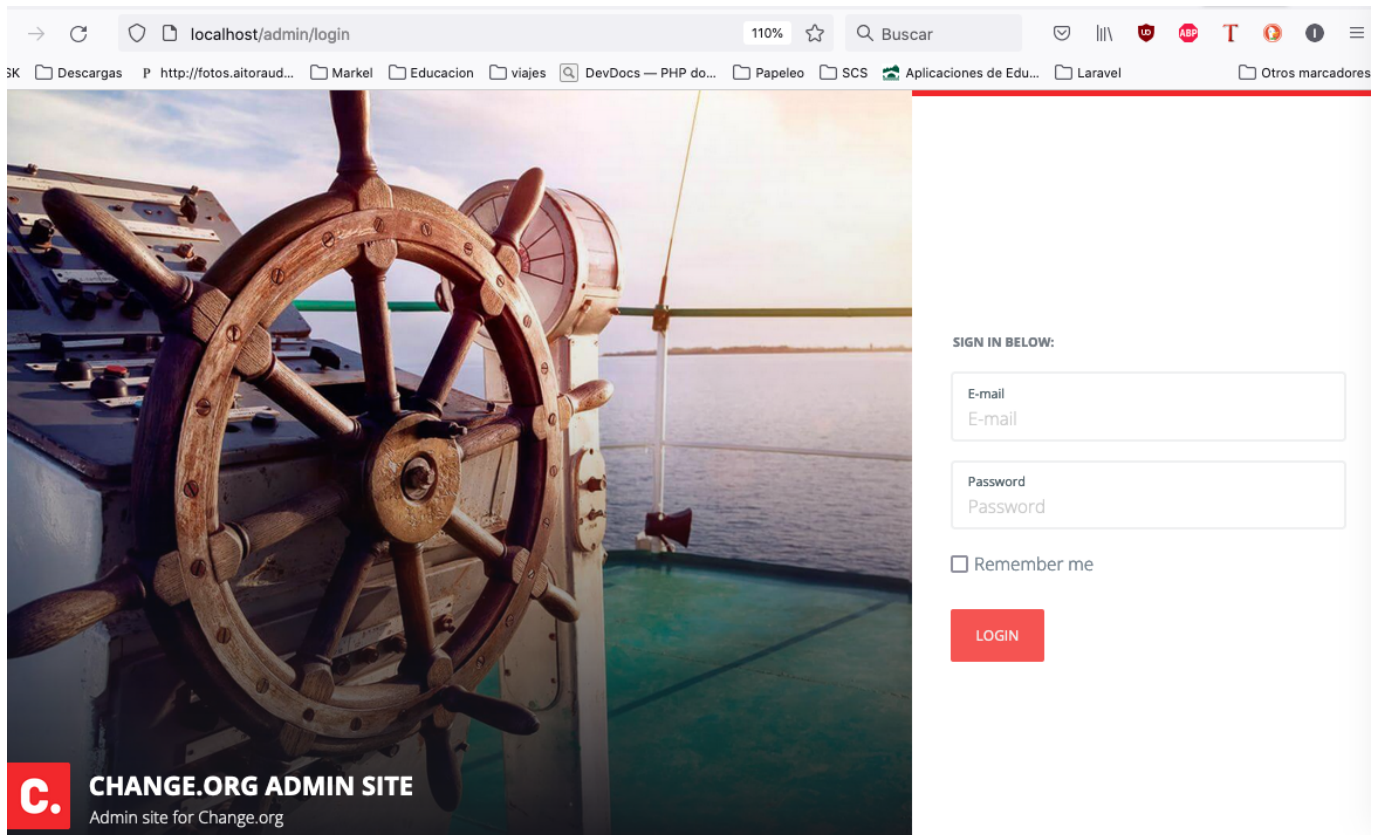 localhost/admin/login
110%
Buscar
SK
Descargas
http://fotos.aitoraud...
Markel
Educacion
viajes
DevDocs — PHP do...
Papeleo
SCS
Aplicaciones de Edu...
Laravel
Otros marcadores
SIGN IN BELOW:
E-mail
E-mail
Password
Password
Remember me
LOGIN
C.
CHANGE.ORG ADMIN SITE
Admin site for Change.org